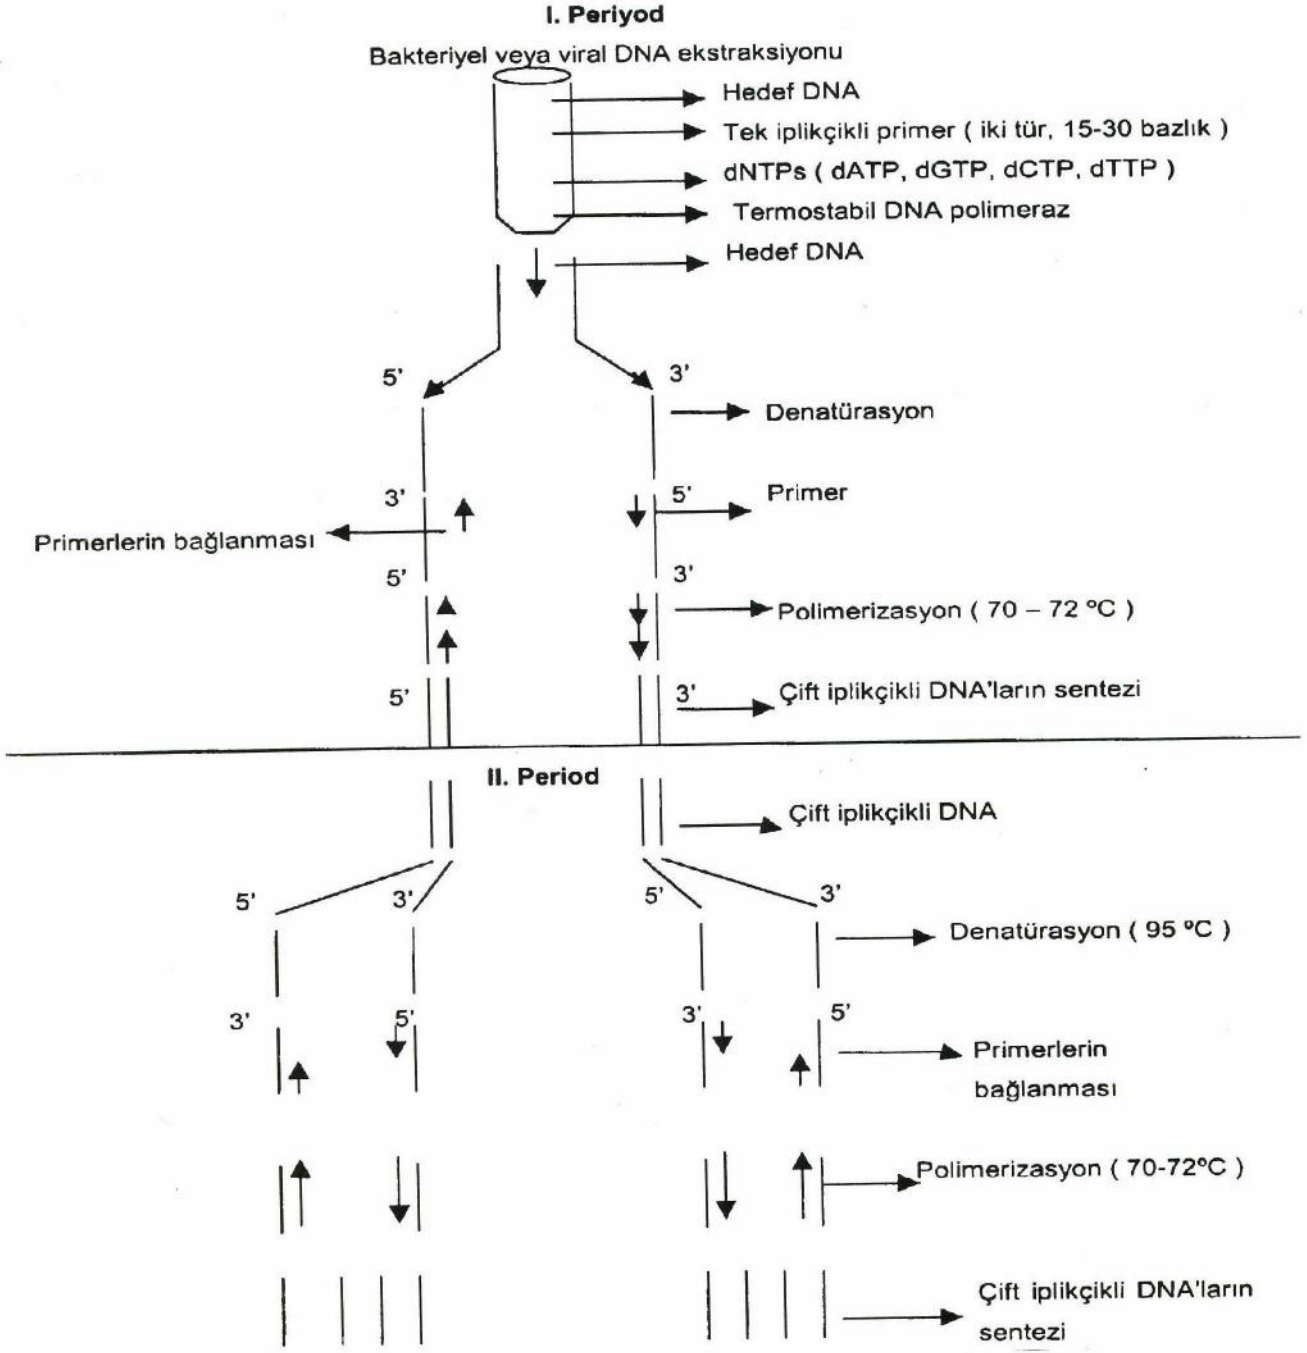 I. Periyod
Bakteriyel veya viral DNA ekstraksiyonu
Hedef DNA
Tek iplikçikli primer ( iki tür, 15-30 bazlık )
dNTPs ( dATP, dGTP, dCTP, dTTP )
Termostabil DNA polimeraz
Hedef DNA
5'
3'
Denatürasyon
3'
5'
Primer
Primerlerin bağlanması
5'
3'
Polimerizasyon ( 70 – 72 ºC )
5'
3'
Çift iplikçikli DNA'ların sentezi
II. Period
Çift iplikçikli DNA
5'
3'
5'
3'
Denatürasyon ( 95 ºC )
3'
5'
3'
5'
Primerlerin
bağlanması
Polimerizasyon ( 70-72ºC )
Çift iplikçikli DNA'ların
sentezi